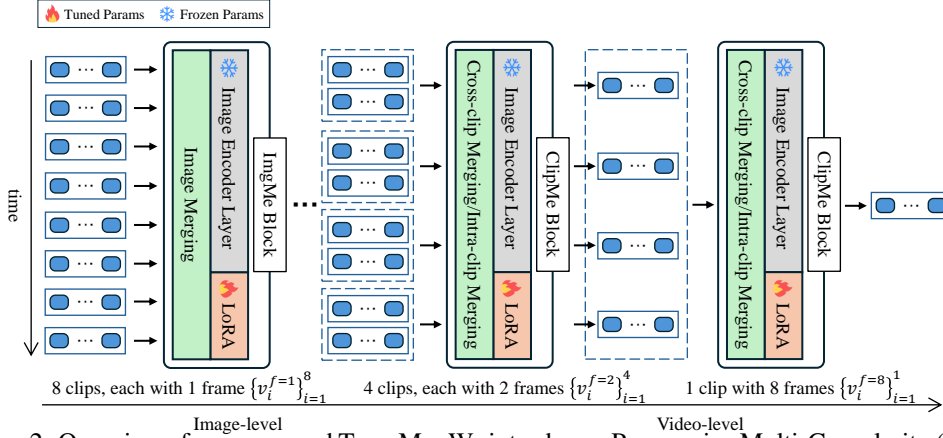 Tuned Params Frozen Params
time
Image Merging
Image Encoder Layer
LoRA
ImgMe Block
...
Cross-clip Merging/Intra-clip Merging
Image Encoder Layer
LoRA
ClipMe Block
Cross-clip Merging/Intra-clip Merging
Image Encoder Layer
LoRA
ClipMe Block
8 clips, each with 1 frame {v_i^{f=1}}_{i=1}^8
4 clips, each with 2 frames {v_i^{f=2}}_{i=1}^4
1 clip with 8 frames {v_i^{f=8}}_{i=1}^1
Image-level
Video-level